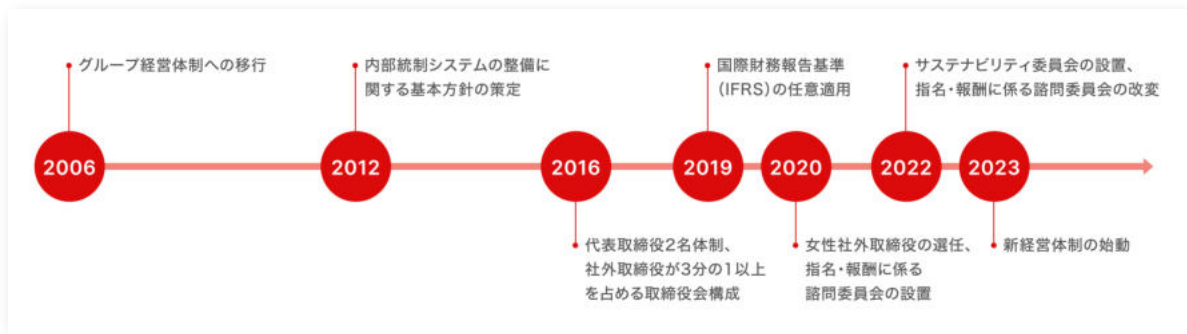 グループ経営体制への移行
内部統制システムの整備に
関する基本方針の策定
国際財務報告基準
（IFRS）の任意適用
サステナビリティ委員会の設置、
指名・報酬に係る諮問委員会の改変
2006
2012
2016
2019
2020
2022
2023
代表取締役2名体制、
社外取締役が3分の1以上
を占める取締役会構成
女性社外取締役の選任、
指名・報酬に係る
諮問委員会の設置
新経営体制の始動